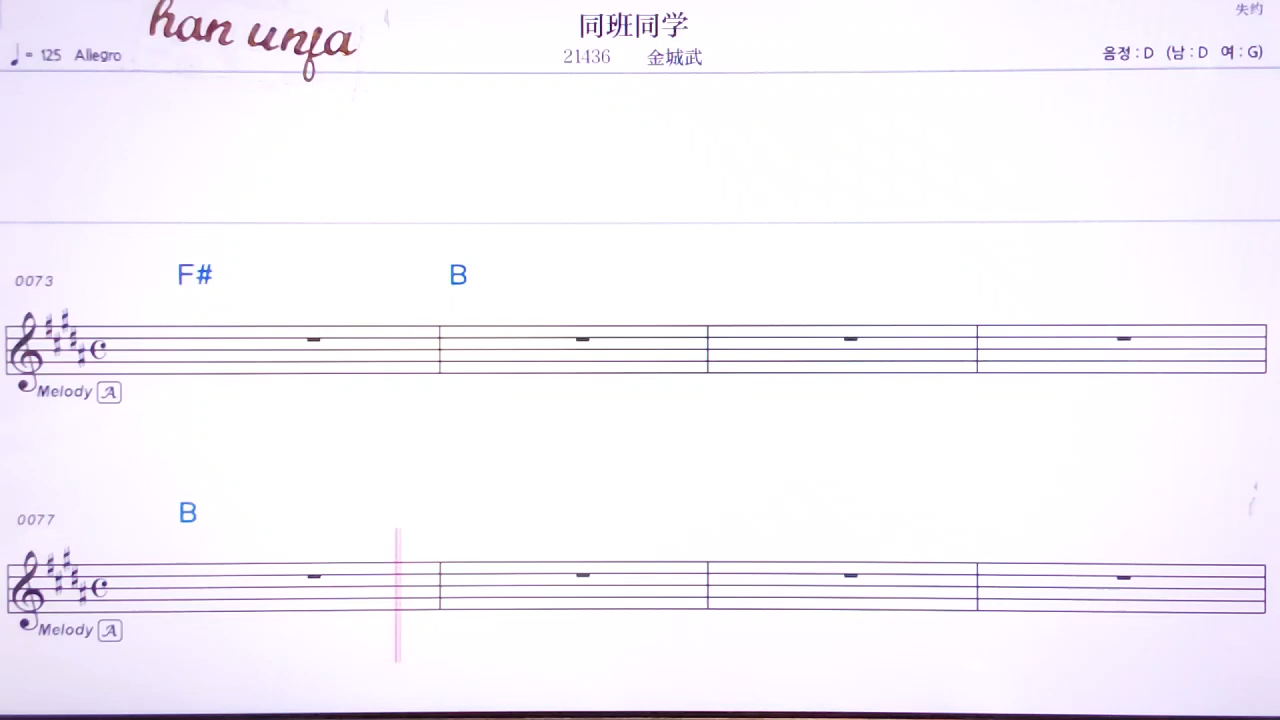 han unfa
同班同学
失约
♩= 125 Allegro
21436 金城武
음정 : D (남 : D 여 : G)
0073 F# B
Melody A
0077 B
Melody A